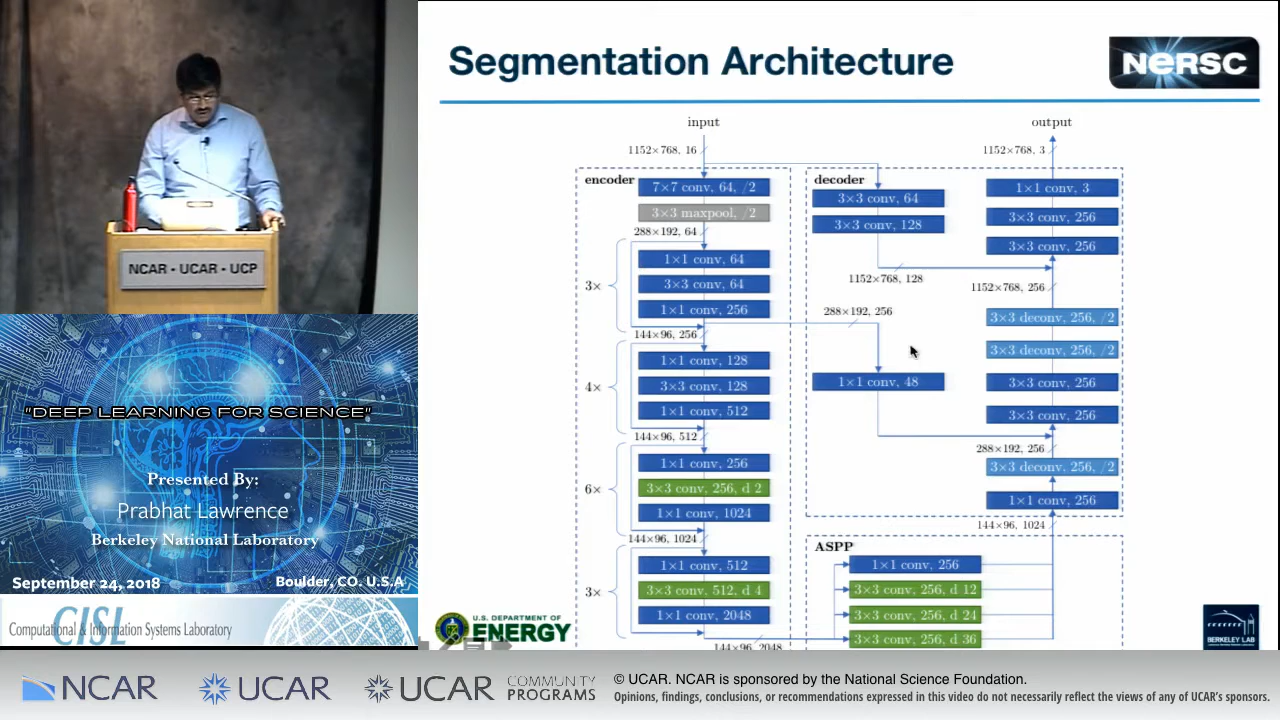 Segmentation Architecture
NERSC
input
output
1152×768, 16
1152×768, 3
encoder
7×7 conv, 64, /2
3×3 maxpool, /2
288×192, 64
3×
1×1 conv, 64
3×3 conv, 64
1×1 conv, 256
144×96, 256
4×
1×1 conv, 128
3×3 conv, 128
1×1 conv, 512
144×96, 512
6×
1×1 conv, 256
3×3 conv, 256, d 2
1×1 conv, 1024
144×96, 1024
3×
1×1 conv, 512
3×3 conv, 512, d 4
1×1 conv, 2048
144×96, 2048
decoder
3×3 conv, 64
3×3 conv, 128
1152×768, 128
288×192, 256
1×1 conv, 48
1×1 conv, 3
3×3 conv, 256
3×3 conv, 256
1152×768, 256
3×3 deconv, 256, /2
3×3 deconv, 256, /2
3×3 conv, 256
3×3 conv, 256
288×192, 256
3×3 deconv, 256, /2
1×1 conv, 256
144×96, 1024
ASPP
1×1 conv, 256
3×3 conv, 256, d 12
3×3 conv, 256, d 24
3×3 conv, 256, d 36
U.S. DEPARTMENT OF
ENERGY
BERKELEY LAB
NCAR • UCAR • UCP
"DEEP LEARNING FOR SCIENCE"
Presented By:
Prabhat Lawrence
Berkeley National Laboratory
September 24, 2018
Boulder, CO. U.S.A
CISL
Computational & Information Systems Laboratory
NCAR
UCAR
UCAR
COMMUNITY
PROGRAMS
© UCAR. NCAR is sponsored by the National Science Foundation.
Opinions, findings, conclusions, or recommendations expressed in this video do not necessarily reflect the views of any of UCAR's sponsors.